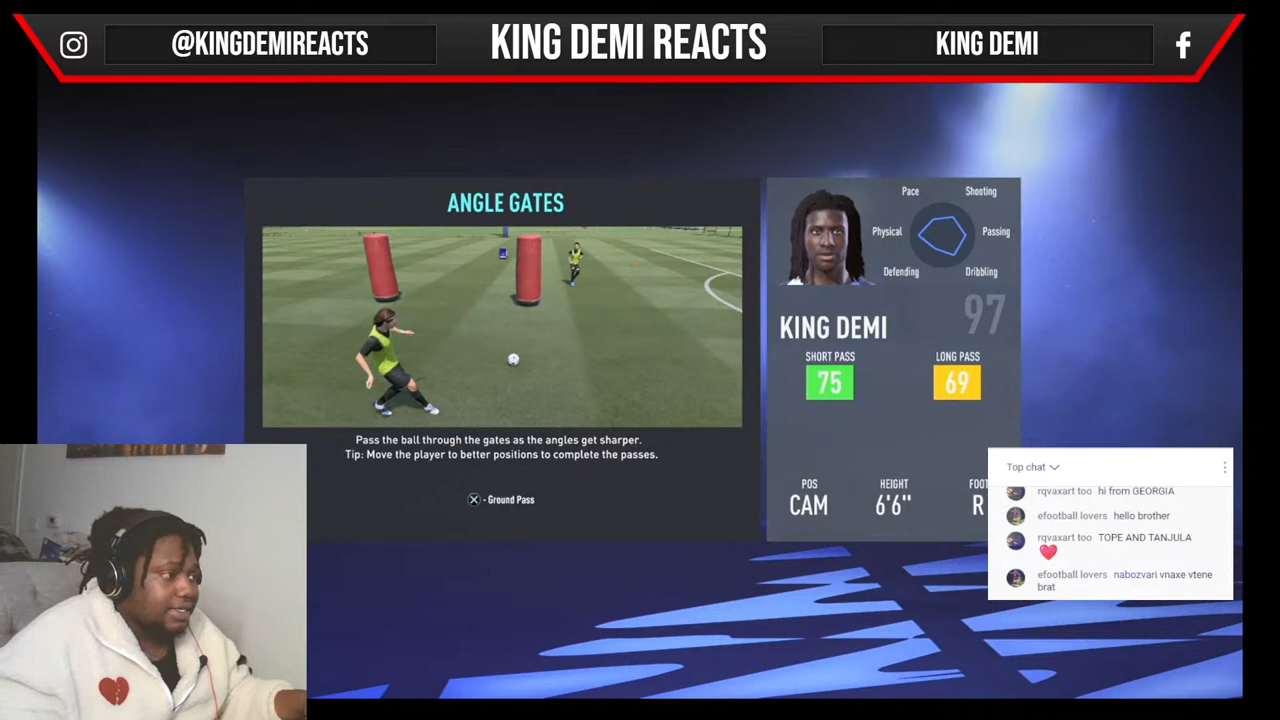 @KINGDEMIREACTS
KING DEMI REACTS
KING DEMI
ANGLE GATES
Pass the ball through the gates as the angles get sharper.
Tip: Move the player to better positions to complete the passes.
- Ground Pass
Pace
Shooting
Physical
Passing
Defending
Dribbling
97
KING DEMI
SHORT PASS
LONG PASS
75
69
POS
HEIGHT
FOOT
CAM
6'6"
R
Top chat
rqvaxart too hi from GEORGIA
efootball lovers hello brother
rqvaxart too TOPE AND TANJULA
efootball lovers nabozvari vnaxe vtene
brat